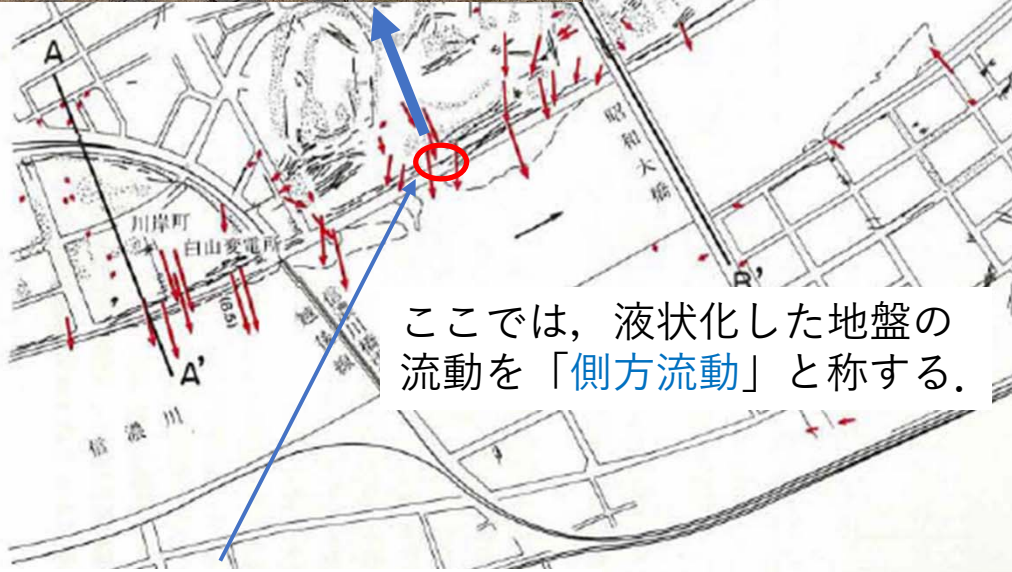 A
昭和大橋
川岸町
白山変電所
B'
(8.5)
A'
信濃川
ここでは，液状化した地盤の
流動を「側方流動」と称する．